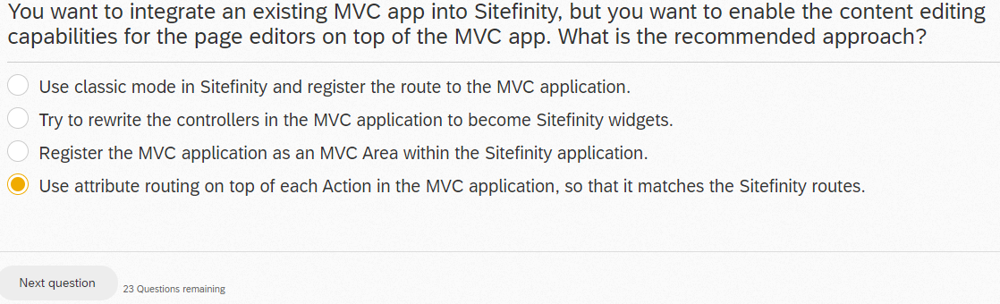 You want to integrate an existing MVC app into Sitefinity, but you want to enable the content editing
capabilities for the page editors on top of the MVC app. What is the recommended approach?
Use classic mode in Sitefinity and register the route to the MVC application.
Try to rewrite the controllers in the MVC application to become Sitefinity widgets.
Register the MVC application as an MVC Area within the Sitefinity application.
Use attribute routing on top of each Action in the MVC application, so that it matches the Sitefinity routes.
Next question
23 Questions remaining